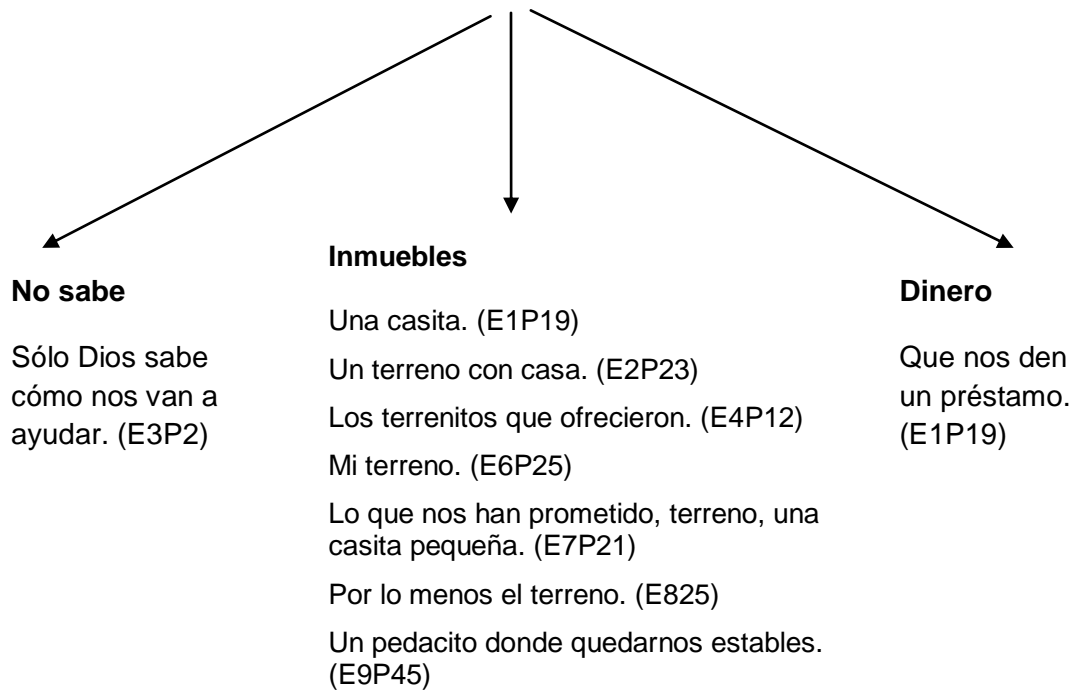 No sabe
Sólo Dios sabe
cómo nos van a
ayudar. (E3P2)
Inmuebles
Una casita. (E1P19)
Un terreno con casa. (E2P23)
Los terrenitos que ofrecieron. (E4P12)
Mi terreno. (E6P25)
Lo que nos han prometido, terreno, una
casita pequeña. (E7P21)
Por lo menos el terreno. (E825)
Un pedacito donde quedarnos estables.
(E9P45)
Dinero
Que nos den
un préstamo.
(E1P19)